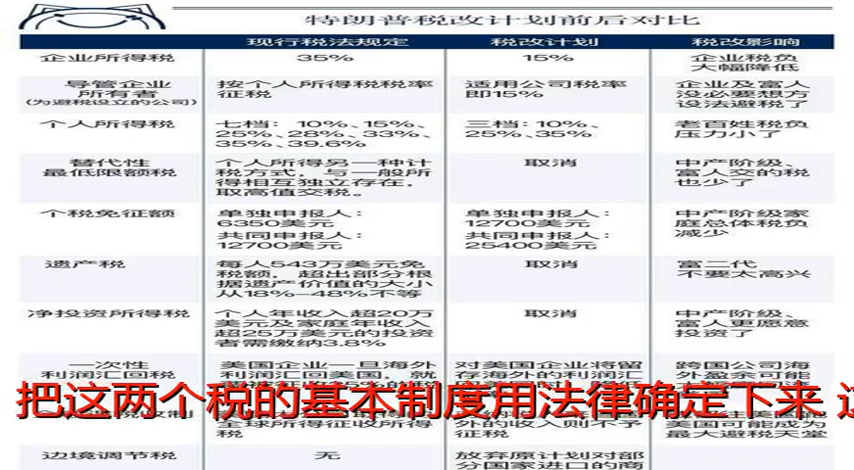 特朗普税改计划前后对比
现行税法规定 税改计划 税改影响
企业所得税 35% 15% 企业税负
大幅降低
导管企业
所有者
(为避税设立的公司)
按个人所得税税率
征税
适用公司税率
即15%
企业及富人
没必要想方
设法避税了
个人所得税
七档：10%、15%、
25%、28%、33%、
35%、39.6%
三档：10%、
25%、35%
老百姓税负
压力小了
替代性
最低限额税
个人所得另一种计
税方式，与一般所
得相互独立存在，
取高值交税。
取消
中产阶级、
富人交的税
也少了
个税免征额
单独申报人：
6350美元
共同申报人：
12700美元
单独申报人：
12700美元
共同申报人：
25400美元
中产阶级家
庭总体税负
减少
遗产税
每人543万美元免
税额，超出部分根
据遗产价值的大小
从18%—48%不等
取消
富二代
不要太高兴
净投资所得税
个人年收入超20万
美元及家庭年收入
超25万美元的投资
者需缴纳3.8%
取消
中产阶级、
富人更愿意
投资了
一次性
利润汇回税
美国企业一旦海外
利润汇回美国，就
对美国企业将留
存海外的利润汇
跨国公司海
外盈余可能
把这两个税的基本制度用法律确定下来
全球所得征收所得
税
外的收入则不予
征税
美国可能成为
最大避税天堂
边境调节税
无
放弃原计划对部
分国家进口的商